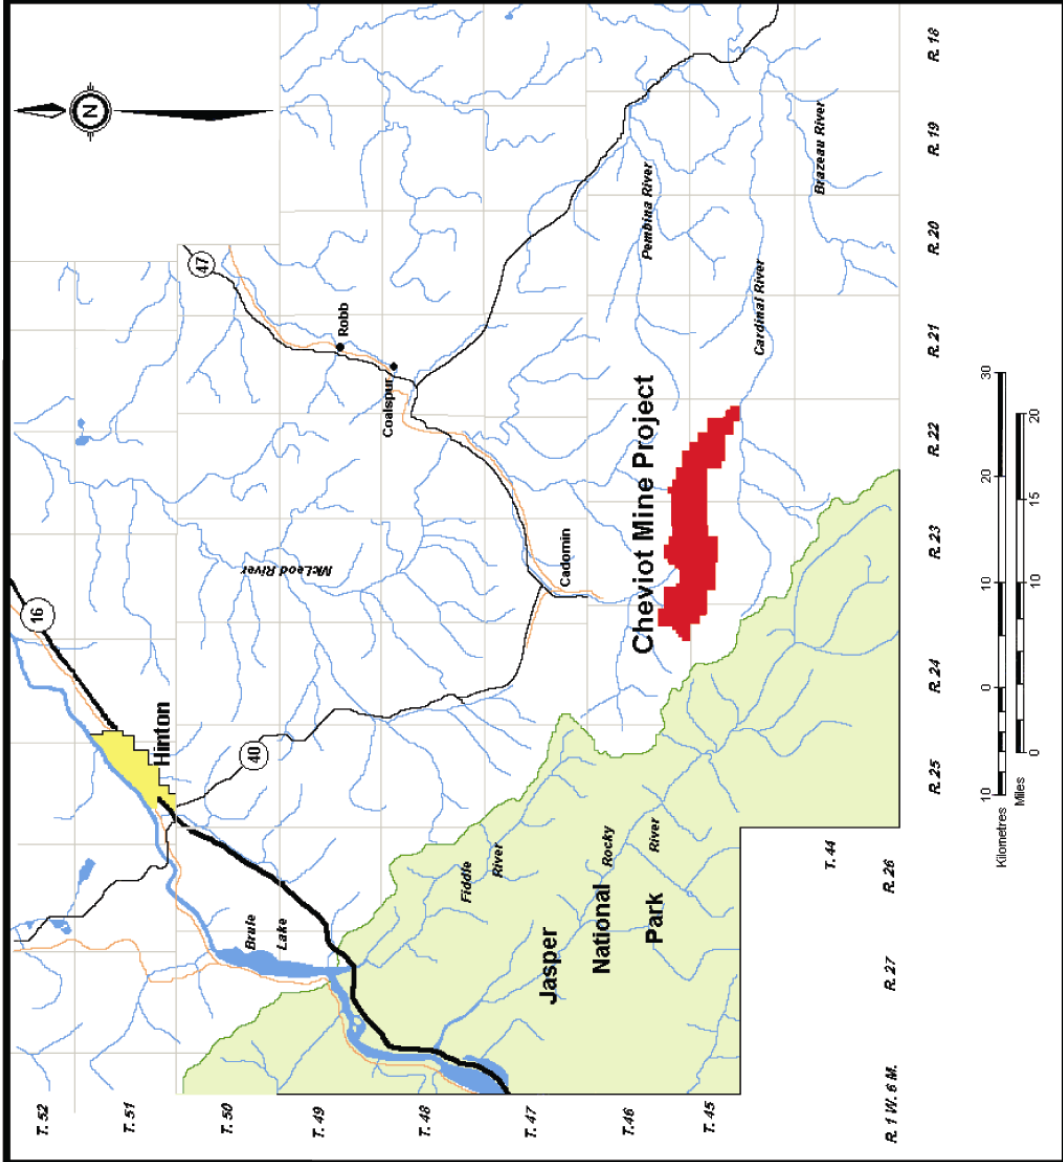 N
16
47
40
Hinton
Robb
Coalspur
McLeod River
Cadomin
Brule
Lake
Fiddle
River
Rocky
River
Jasper
National
Park
Cheviot Mine Project
Pembina River
Cardinal River
Brazeau River
T. 52
T. 51
T. 50
T. 49
T. 48
T. 47
T. 46
T. 45
T. 44
R. 1 W. 6 M.
R. 27
R. 26
R. 25
R. 24
R. 23
R. 22
R. 21
R. 20
R. 19
R. 18
Kilometres
10 0 10 20 30
Miles
0 10 15 20